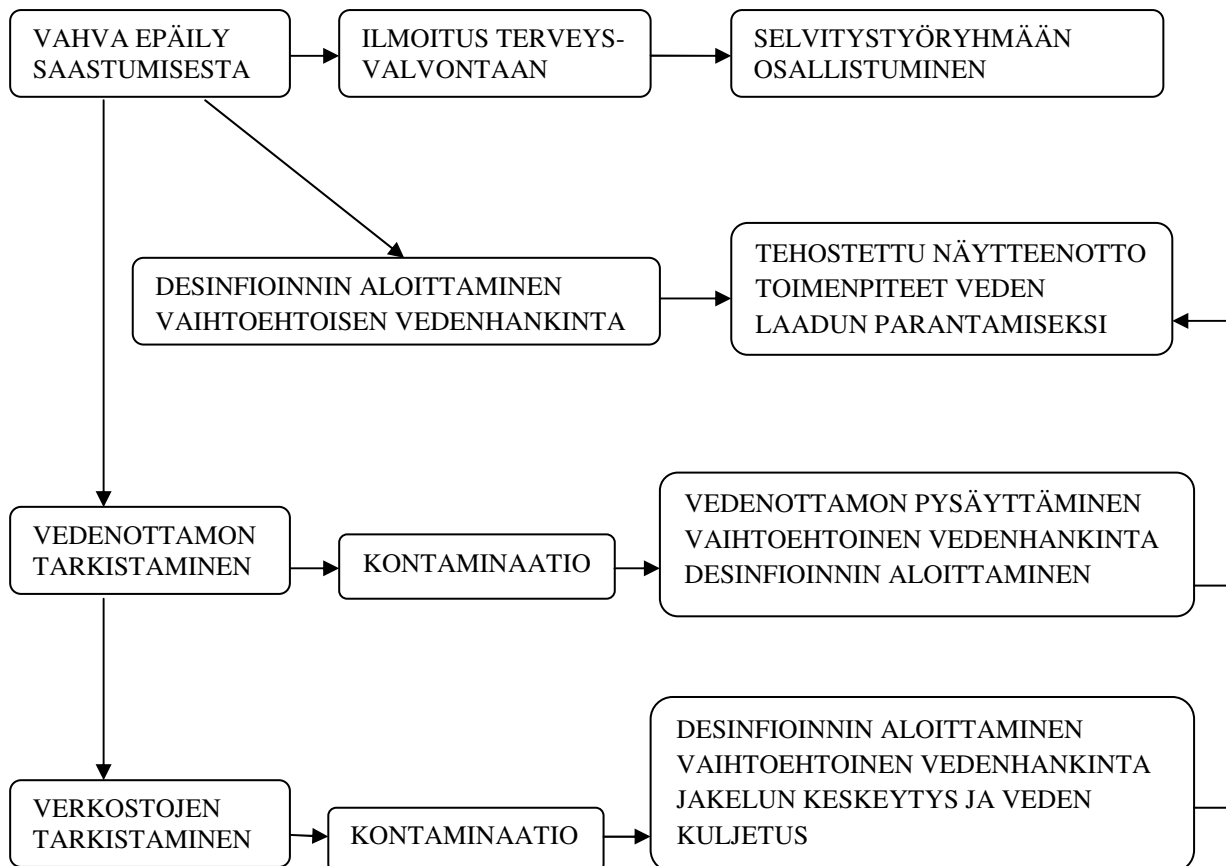 VAHVA EPÄILY
SAASTUMISESTA
ILMOITUS TERVEYS-
VALVONTAAN
SELVITYSTYÖRYHMÄÄN
OSALLISTUMINEN
DESINFIOINNIN ALOITTAMINEN
VAIHTOEHTOISEN VEDENHANKINTA
TEHOSTETTU NÄYTTEENOTTO
TOIMENPITEET VEDEN
LAADUN PARANTAMISEKSI
VEDENOTTAMON
TARKISTAMINEN
KONTAMINAATIO
VEDENOTTAMON PYSÄYTTÄMINEN
VAIHTOEHTOINEN VEDENHANKINTA
DESINFIOINNIN ALOITTAMINEN
VERKOSTOJEN
TARKISTAMINEN
KONTAMINAATIO
DESINFIOINNIN ALOITTAMINEN
VAIHTOEHTOINEN VEDENHANKINTA
JAKELUN KESKEYTYS JA VEDEN
KULJETUS